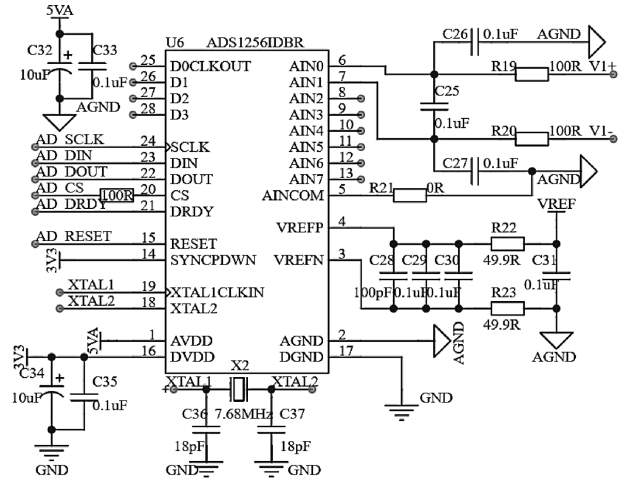 5VA
C32
10uF
C33
0.1uF
AGND
U6 ADS1256IDBR
25 D0CLKOUT
26 D1
27 D2
28 D3
AD SCLK 24 SCLK
AD DIN 23 DIN
AD DOUT 22 DOUT
AD CS 100R 20 CS
AD DRDY 21 DRDY
AD RESET 15 RESET
3V3 14 SYNCPDWN
XTAL1 19 XTAL1CLKIN
XTAL2 18 XTAL2
5VA 1 AVDD
3V3 16 DVDD
AIN0 6
AIN1 7
AIN2 8
AIN3 9
AIN4 10
AIN5 11
AIN6 12
AIN7 13
AINCOM 5
VREFP 4
VREFN 3
AGND 2
DGND 17
C26 0.1uF AGND
R19 100R V1+
C25
0.1uF
R20 100R V1-
C27 0.1uF
AGND
R21 0R
VREF
R22
49.9R
C28 C29 C30
100pF 0.1uF 0.1uF
C31
0.1uF
R23
49.9R
AGND
AGND
GND
C34
10uF
C35
0.1uF
GND
XTAL1 X2 XTAL2
7.68MHz
C36
18pF
C37
18pF
GND GND